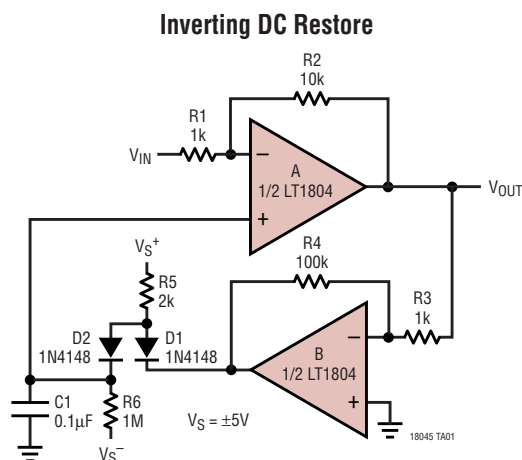 Inverting DC Restore
R2
10k
R1
1k
VIN
–
A
1/2 LT1804
+
VOUT
VS+
R5
2k
R4
100k
R3
1k
D2
1N4148
D1
1N4148
–
B
1/2 LT1804
+
C1
0.1µF
R6
1M
VS–
VS = ±5V
18045 TA01